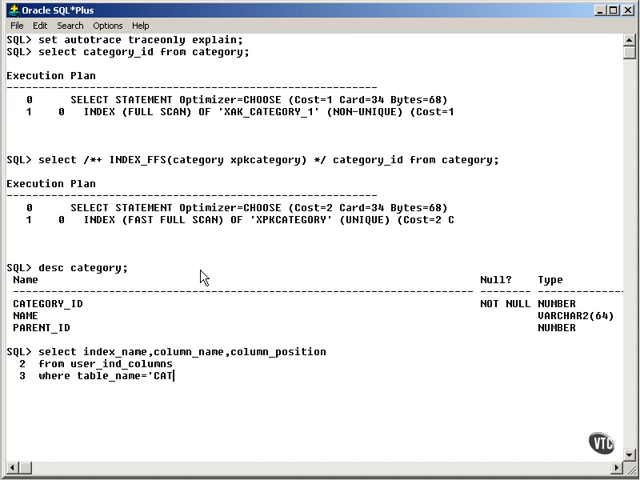 Oracle SQL*Plus
File Edit Search Options Help
SQL> set autotrace traceonly explain;
SQL> select category_id from category;
Execution Plan
----------------------------------------------------------
0 SELECT STATEMENT Optimizer=CHOOSE (Cost=1 Card=34 Bytes=68)
1 0 INDEX (FULL SCAN) OF 'XAK_CATEGORY_1' (NON-UNIQUE) (Cost=1
SQL> select /*+ INDEX_FFS(category xpkcategory) */ category_id from category;
Execution Plan
----------------------------------------------------------
0 SELECT STATEMENT Optimizer=CHOOSE (Cost=2 Card=34 Bytes=68)
1 0 INDEX (FAST FULL SCAN) OF 'XPKCATEGORY' (UNIQUE) (Cost=2 C
SQL> desc category;
Name Null? Type
----------------------------------------------------------------------- -------- -------------
CATEGORY_ID NOT NULL NUMBER
NAME VARCHAR2(64)
PARENT_ID NUMBER
SQL> select index_name,column_name,column_position
2 from user_ind_columns
3 where table_name='CAT
VTC